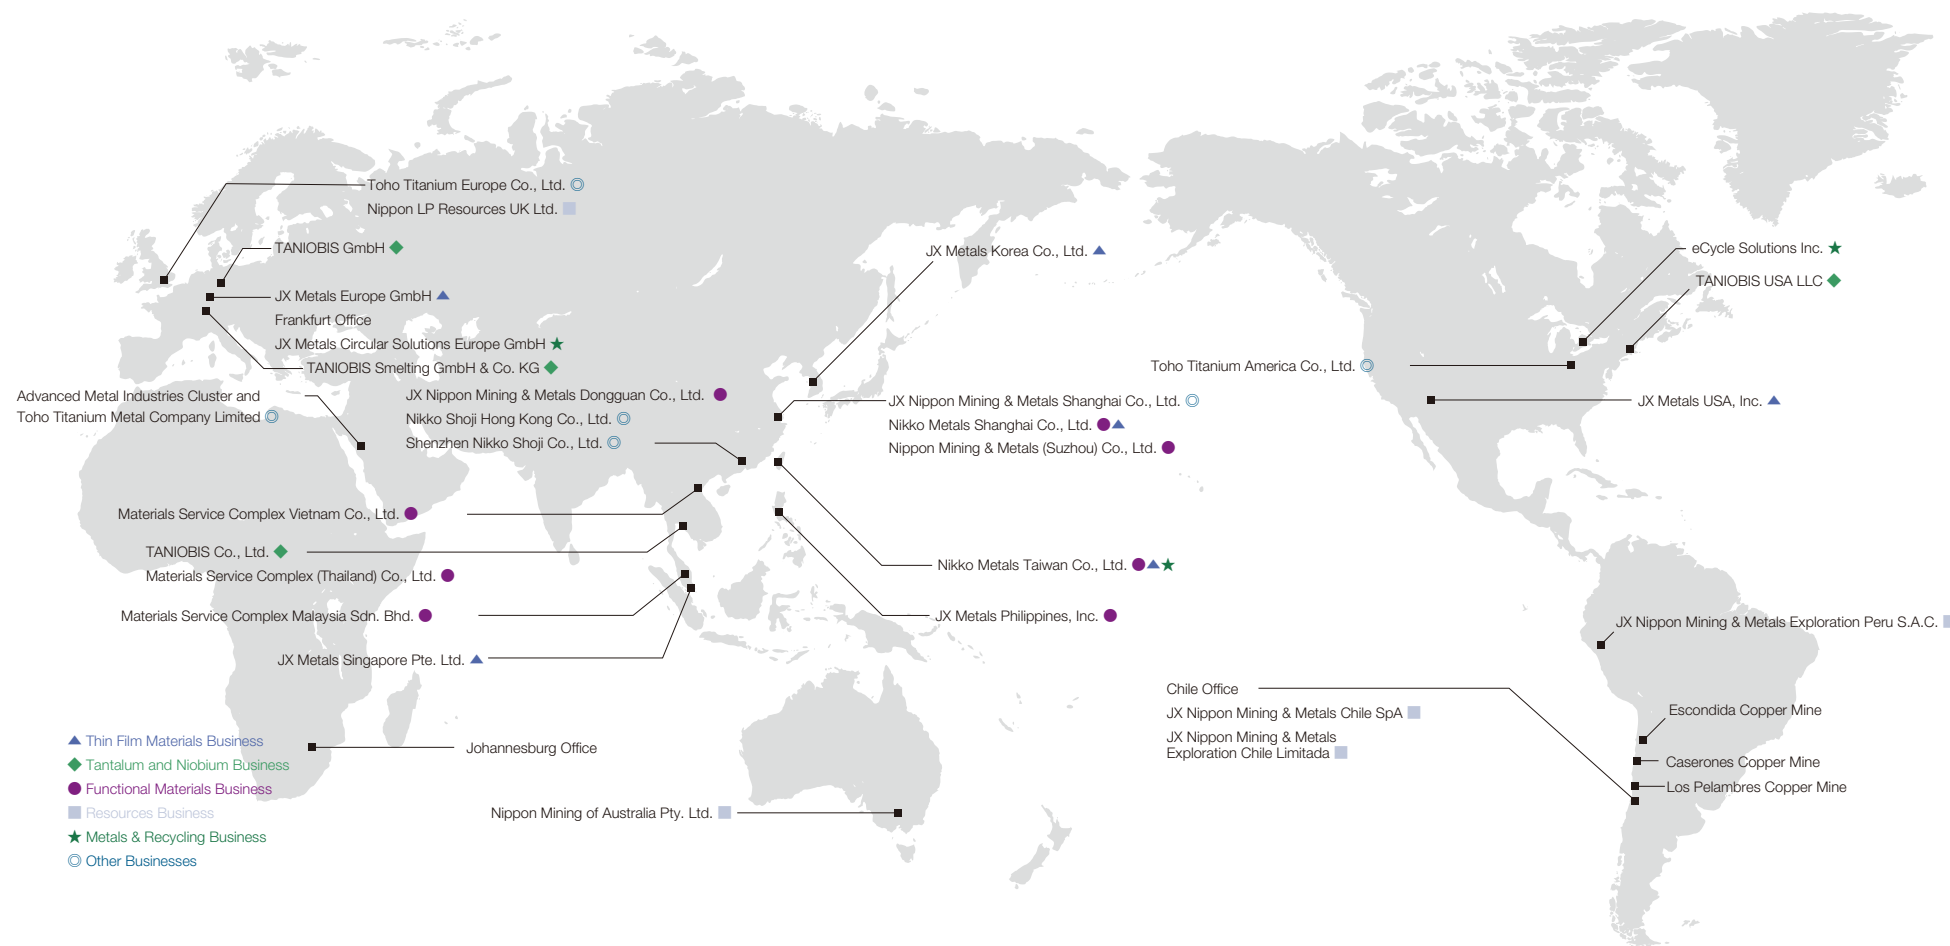 Toho Titanium Europe Co., Ltd.
Nippon LP Resources UK Ltd.
TANIOBIS GmbH
JX Metals Europe GmbH
Frankfurt Office
JX Metals Circular Solutions Europe GmbH
TANIOBIS Smelting GmbH & Co. KG
Advanced Metal Industries Cluster and
Toho Titanium Metal Company Limited
JX Nippon Mining & Metals Dongguan Co., Ltd.
Nikko Shoji Hong Kong Co., Ltd.
Shenzhen Nikko Shoji Co., Ltd.
Materials Service Complex Vietnam Co., Ltd.
TANIOBIS Co., Ltd.
Materials Service Complex (Thailand) Co., Ltd.
Materials Service Complex Malaysia Sdn. Bhd.
JX Metals Singapore Pte. Ltd.
Johannesburg Office
Nippon Mining of Australia Pty. Ltd.
JX Metals Korea Co., Ltd.
JX Nippon Mining & Metals Shanghai Co., Ltd.
Nikko Metals Shanghai Co., Ltd.
Nippon Mining & Metals (Suzhou) Co., Ltd.
Nikko Metals Taiwan Co., Ltd.
JX Metals Philippines, Inc.
eCycle Solutions Inc.
TANIOBIS USA LLC
Toho Titanium America Co., Ltd.
JX Metals USA, Inc.
JX Nippon Mining & Metals Exploration Peru S.A.C.
Chile Office
JX Nippon Mining & Metals Chile SpA
JX Nippon Mining & Metals
Exploration Chile Limitada
Escondida Copper Mine
Caserones Copper Mine
Los Pelambres Copper Mine
Thin Film Materials Business
Tantalum and Niobium Business
Functional Materials Business
Resources Business
Metals & Recycling Business
Other Businesses